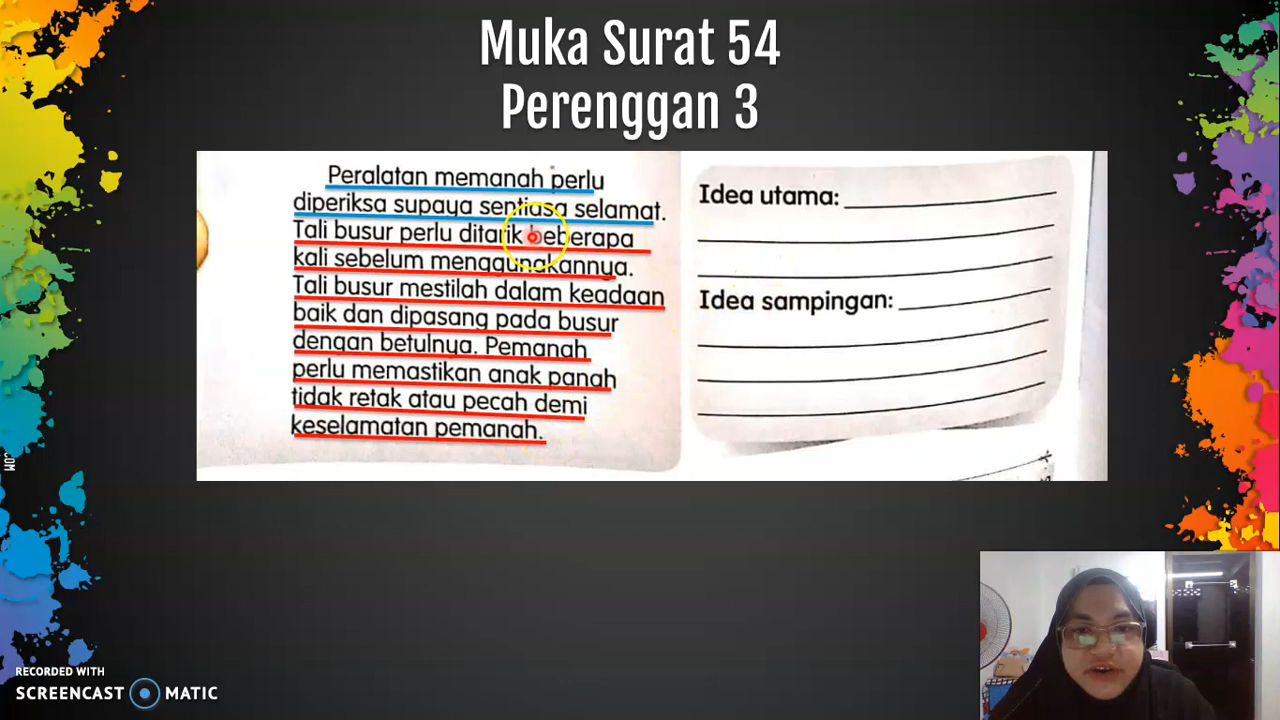 Muka Surat 54
Perenggan 3
Peralatan memanah perlu
diperiksa supaya sentiasa selamat.
Tali busur perlu ditarik beberapa
kali sebelum menggunakannya.
Tali busur mestilah dalam keadaan
baik dan dipasang pada busur
dengan betulnya. Pemanah
perlu memastikan anak panah
tidak retak atau pecah demi
keselamatan pemanah.
Idea utama:
Idea sampingan:
RECORDED WITH
SCREENCAST MATIC